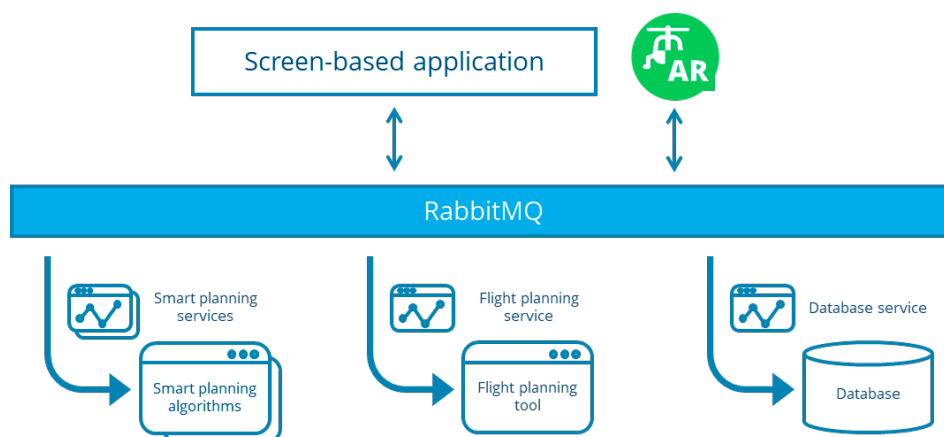 Screen-based application
AR
RabbitMQ
Smart planning
services
Flight planning
service
Database service
Smart planning
algorithms
Flight planning
tool
Database